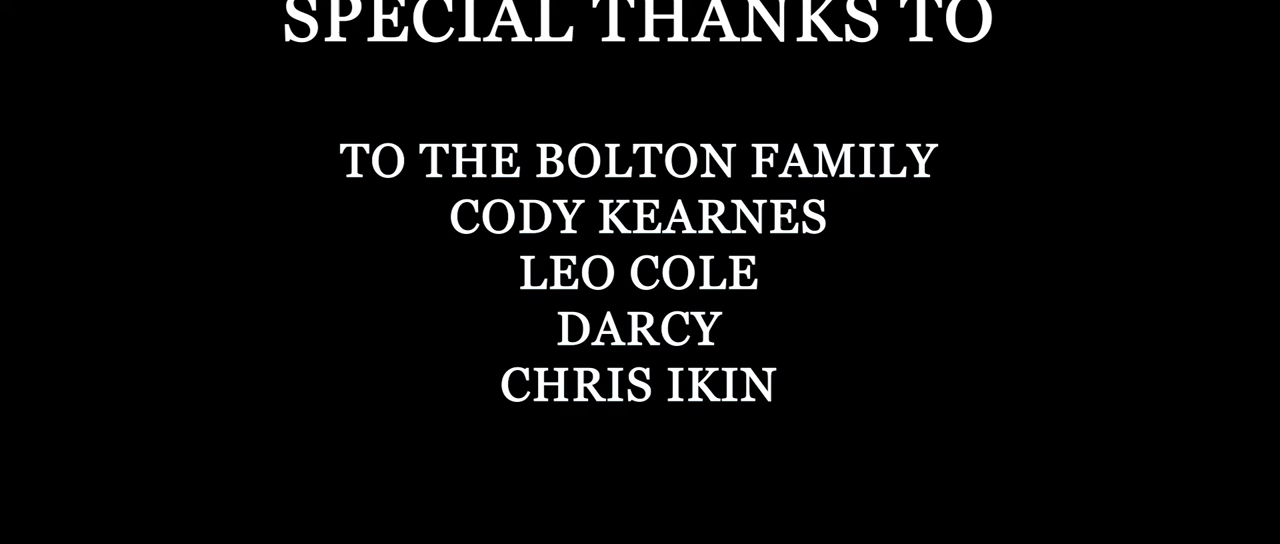 SPECIAL THANKS TO
TO THE BOLTON FAMILY
CODY KEARNES
LEO COLE
DARCY
CHRIS IKIN